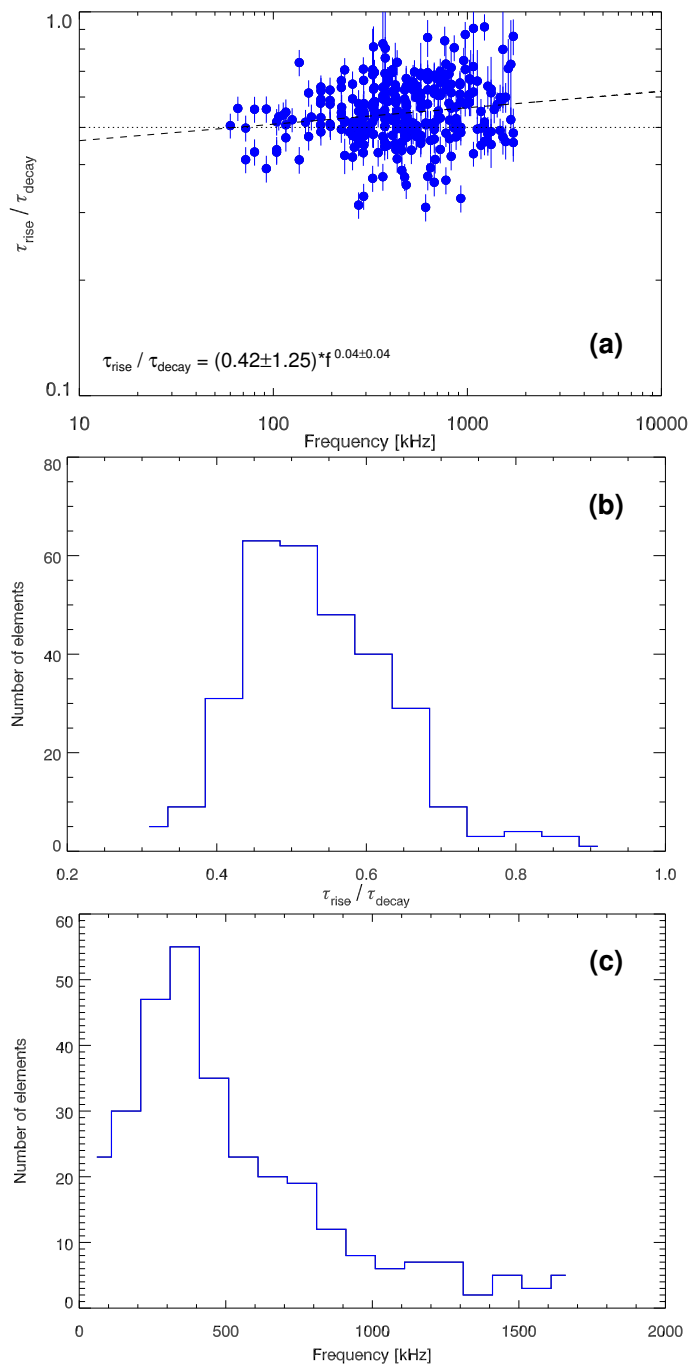 1.0
τrise / τdecay
(a)
τrise / τdecay = (0.42±1.25)*f 0.04±0.04
0.1
10 100 1000 10000
Frequency [kHz]
80
(b)
60
Number of elements
40
20
0
0.2 0.4 0.6 0.8 1.0
τrise / τdecay
60
(c)
50
40
Number of elements
30
20
10
0
0 500 1000 1500 2000
Frequency [kHz]